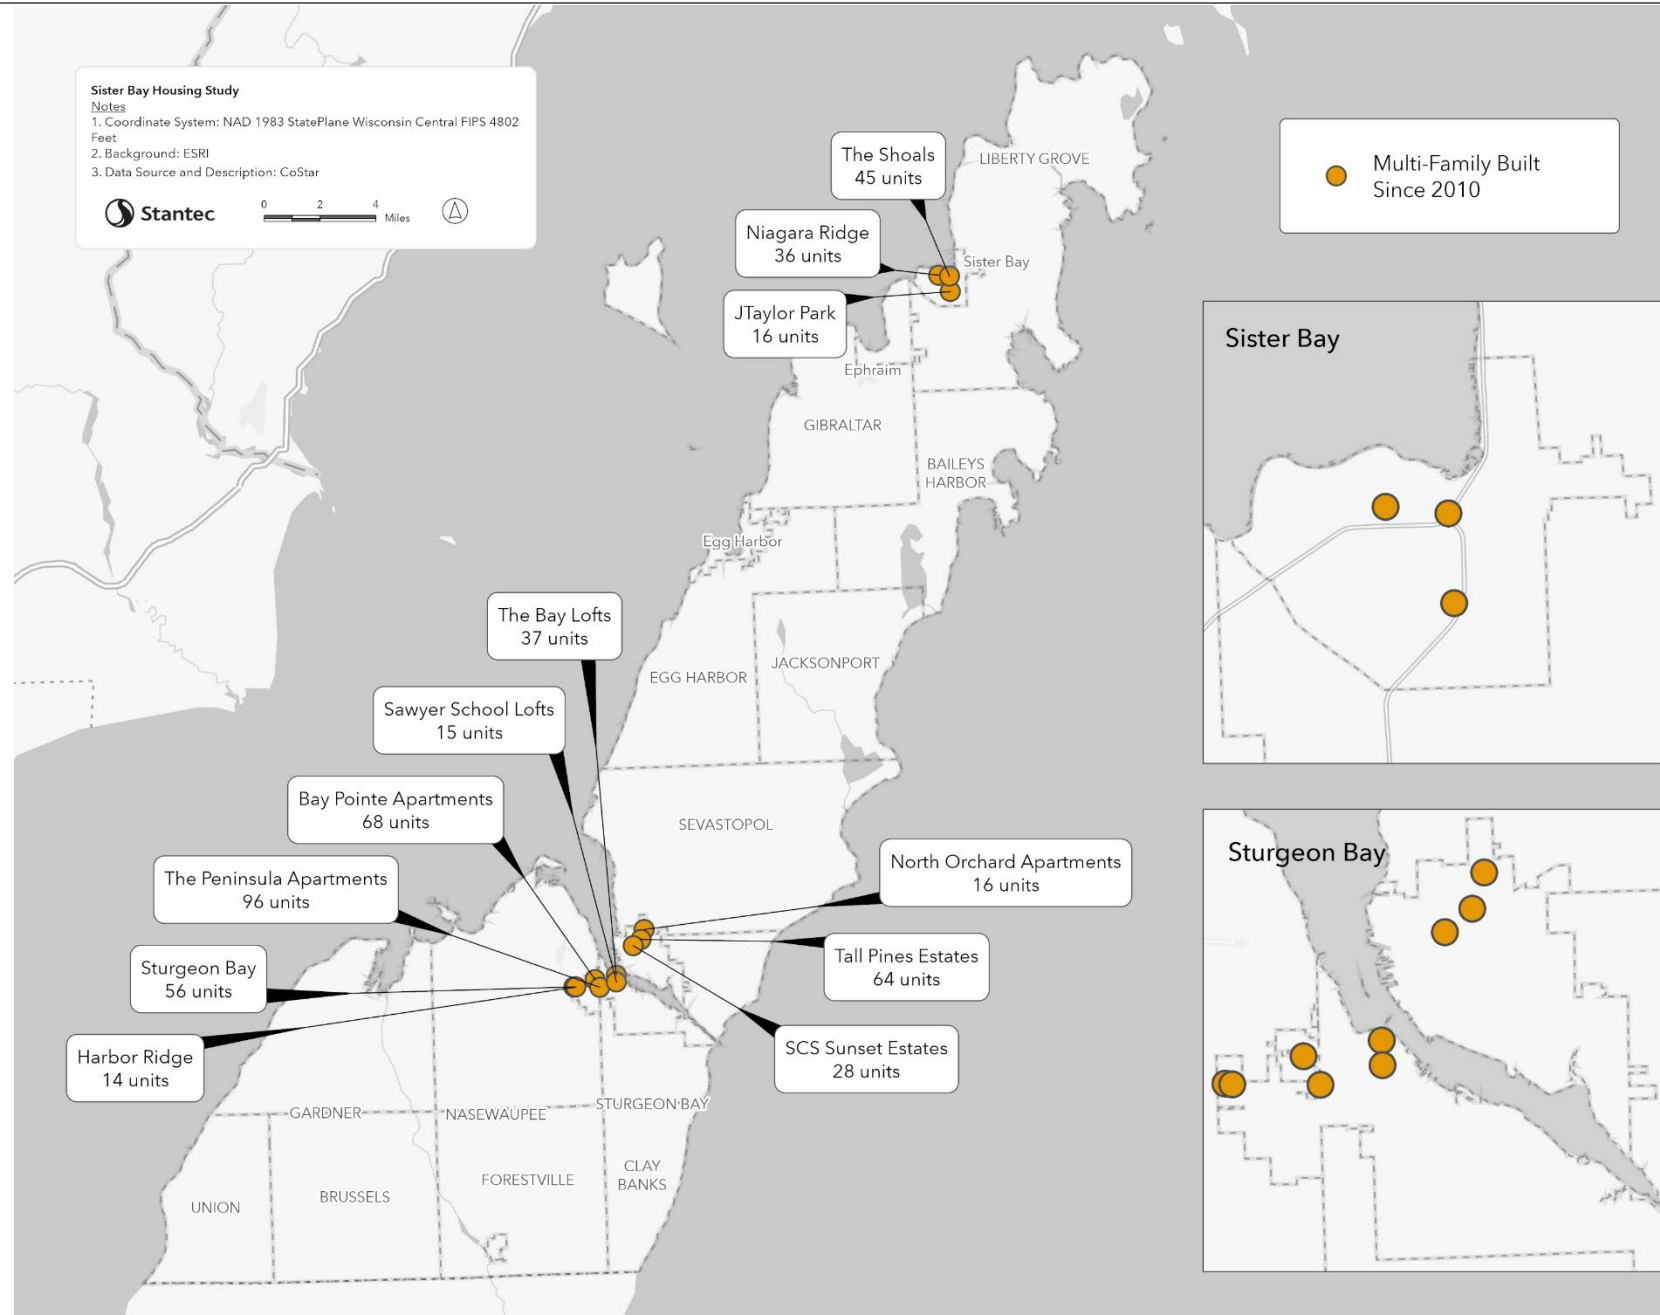 Sister Bay Housing Study
Notes
1. Coordinate System: NAD 1983 StatePlane Wisconsin Central FIPS 4802
Feet
2. Background: ESRI
3. Data Source and Description: CoStar
Stantec
0 2 4
Miles
The Shoals
45 units
LIBERTY GROVE
Multi-Family Built
Since 2010
Niagara Ridge
36 units
Sister Bay
JTaylor Park
16 units
Ephraim
GIBRALTAR
BAILEYS
HARBOR
Egg Harbor
Sister Bay
The Bay Lofts
37 units
EGG HARBOR
JACKSONPORT
Sawyer School Lofts
15 units
Bay Pointe Apartments
68 units
SEVASTOPOL
The Peninsula Apartments
96 units
North Orchard Apartments
16 units
Sturgeon Bay
Sturgeon Bay
56 units
Tall Pines Estates
64 units
Harbor Ridge
14 units
SCS Sunset Estates
28 units
GARDNER
NASEWAUPEE
STURGEON BAY
UNION
BRUSSELS
FORESTVILLE
CLAY
BANKS